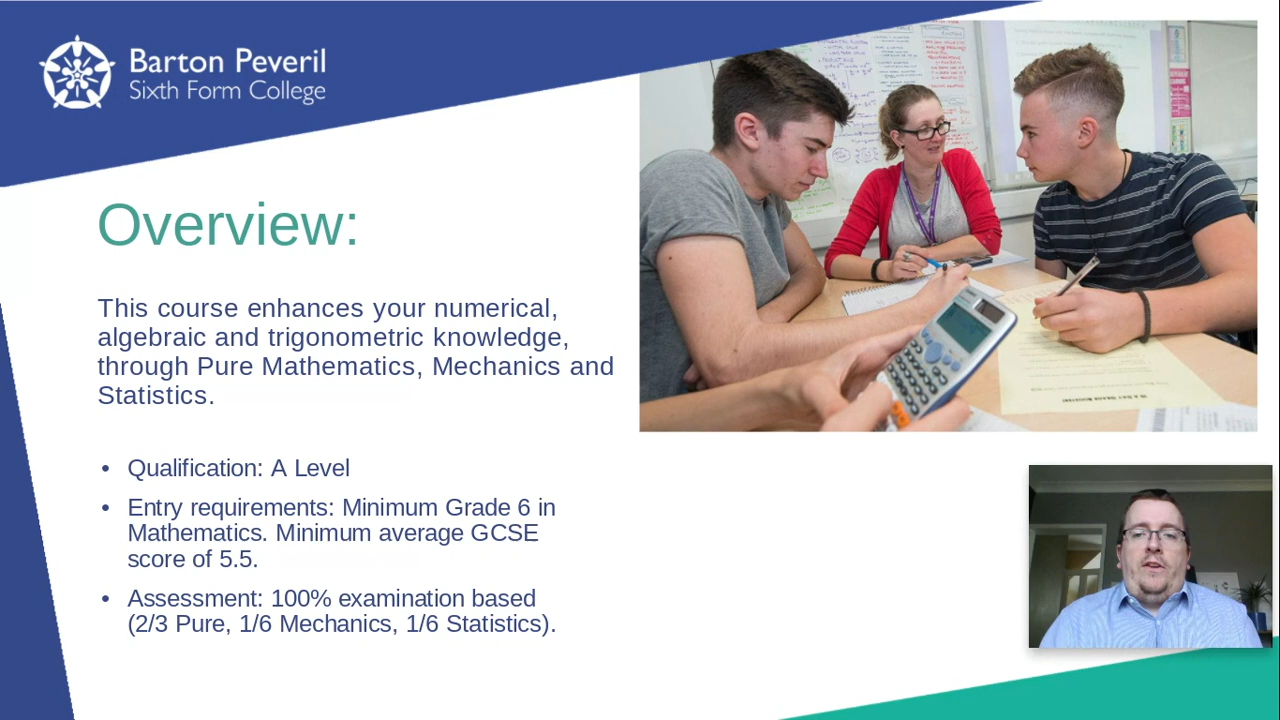 Barton Peveril
Sixth Form College
Overview:
This course enhances your numerical,
algebraic and trigonometric knowledge,
through Pure Mathematics, Mechanics and
Statistics.
• Qualification: A Level
• Entry requirements: Minimum Grade 6 in
Mathematics. Minimum average GCSE
score of 5.5.
• Assessment: 100% examination based
(2/3 Pure, 1/6 Mechanics, 1/6 Statistics).